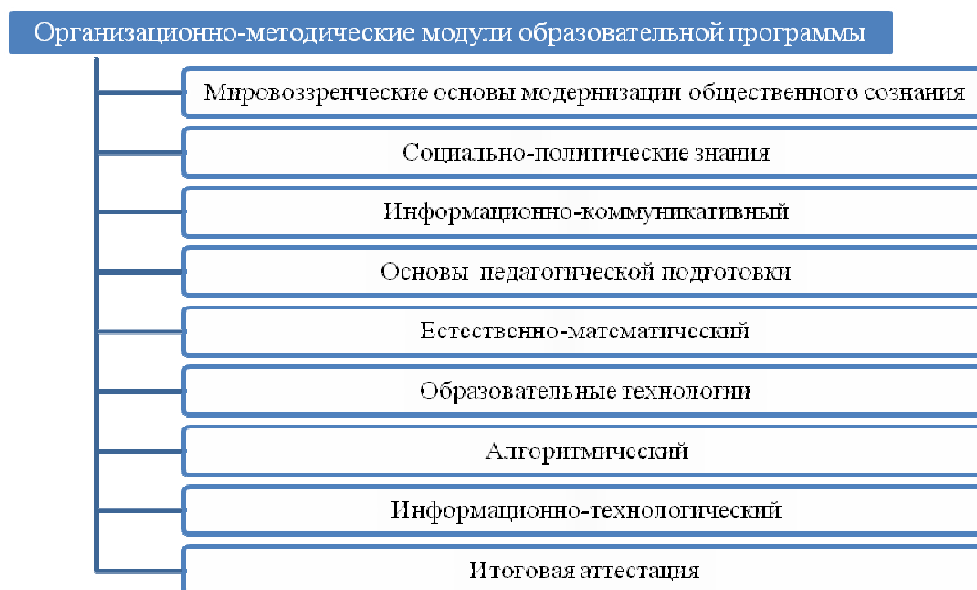 Организационно-методические модули образовательной программы
Мировоззренческие основы модернизации общественного сознания
Социально-политические знания
Информационно-коммуникативный
Основы педагогической подготовки
Естественно-математический
Образовательные технологии
Алгоритмический
Информационно-технологический
Итоговая аттестация